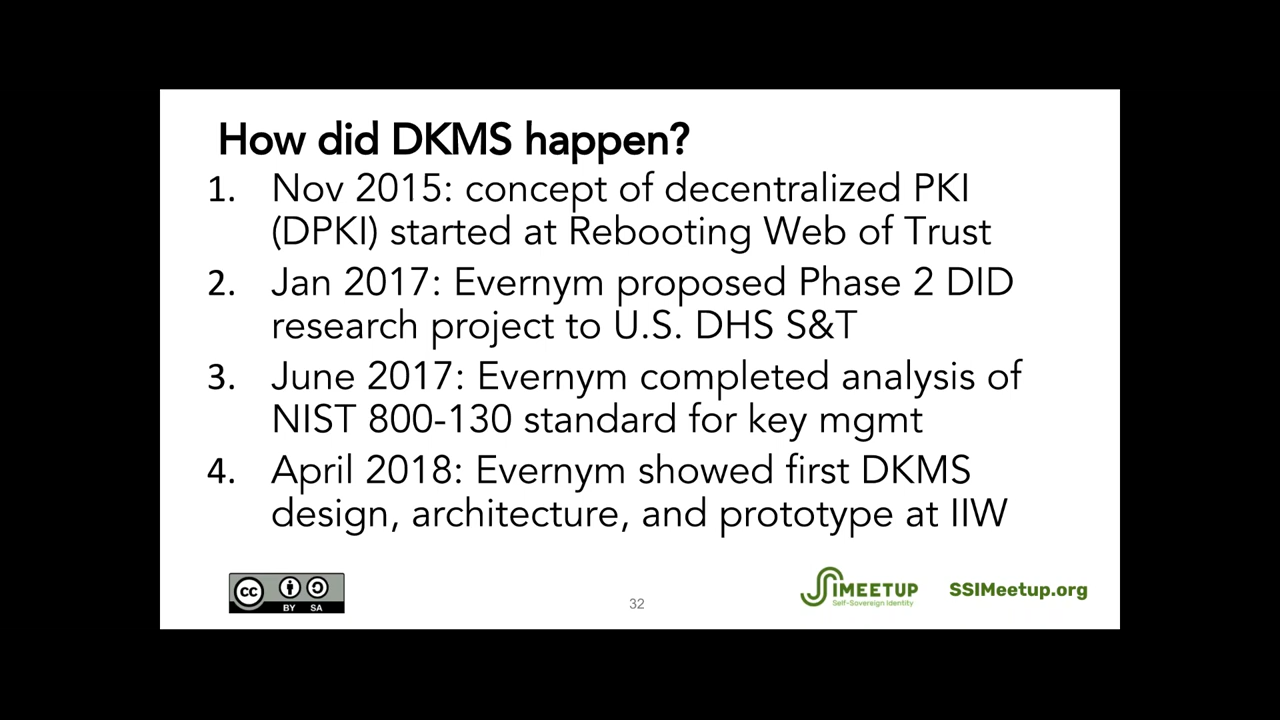 How did DKMS happen?
1. Nov 2015: concept of decentralized PKI
(DPKI) started at Rebooting Web of Trust
2. Jan 2017: Evernym proposed Phase 2 DID
research project to U.S. DHS S&T
3. June 2017: Evernym completed analysis of
NIST 800-130 standard for key mgmt
4. April 2018: Evernym showed first DKMS
design, architecture, and prototype at IIW
cc BY SA
32
SSIMEETUP
Self-Sovereign Identity
SSIMeetup.org